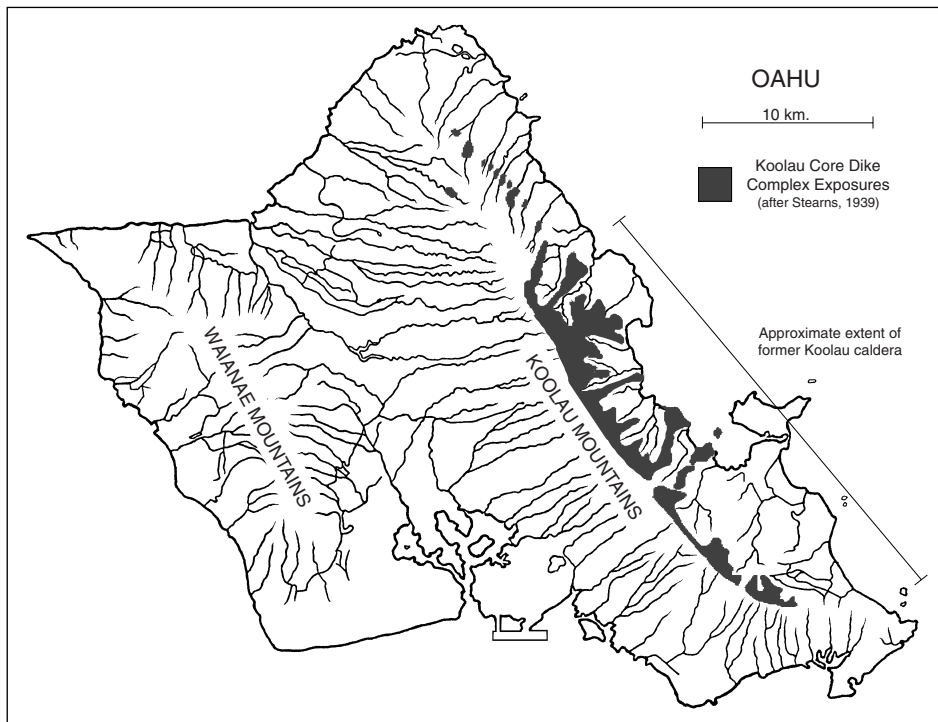 OAHU
10 km.
Koolau Core Dike
Complex Exposures
(after Stearns, 1939)
Approximate extent of
former Koolau caldera
WAIANAE MOUNTAINS
KOOLAU MOUNTAINS